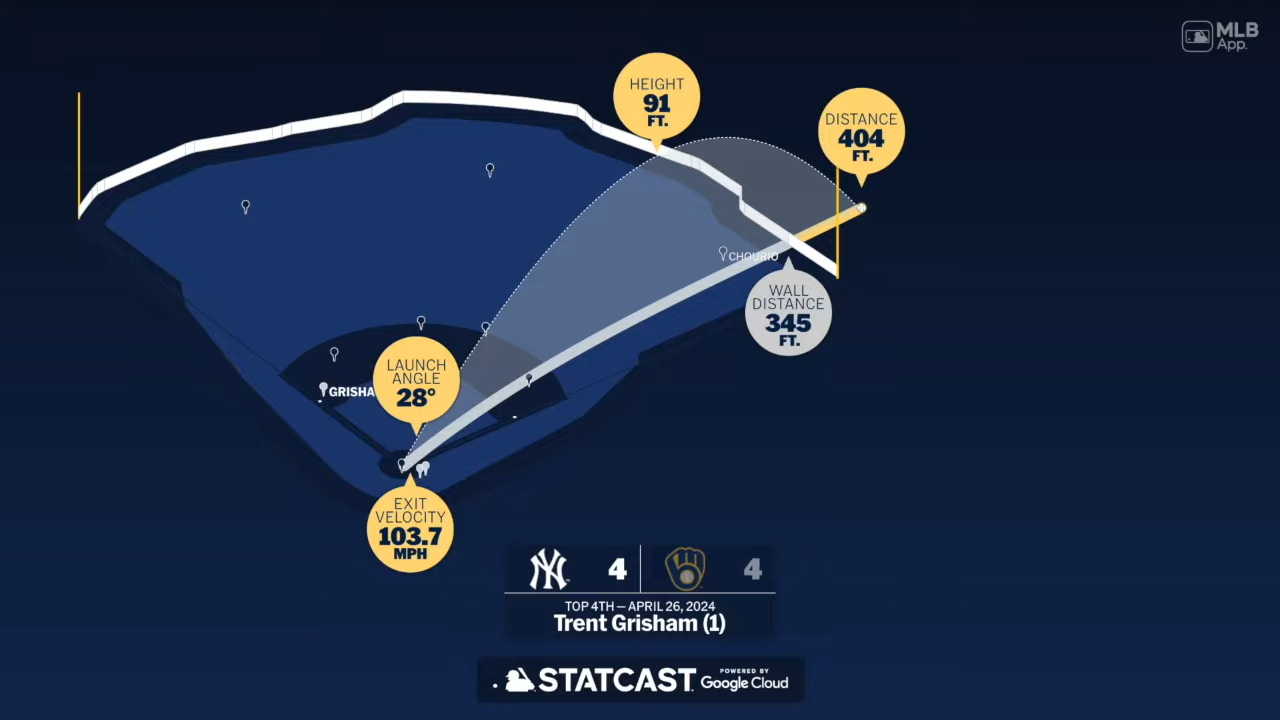 MLB
App.
HEIGHT
91
FT.
DISTANCE
404
FT.
CHOURIO
WALL
DISTANCE
345
FT.
LAUNCH
ANGLE
28°
GRISHA
EXIT
VELOCITY
103.7
MPH
NY 4 4
TOP 4TH – APRIL 26, 2024
Trent Grisham (1)
STATCAST POWERED BY
Google Cloud